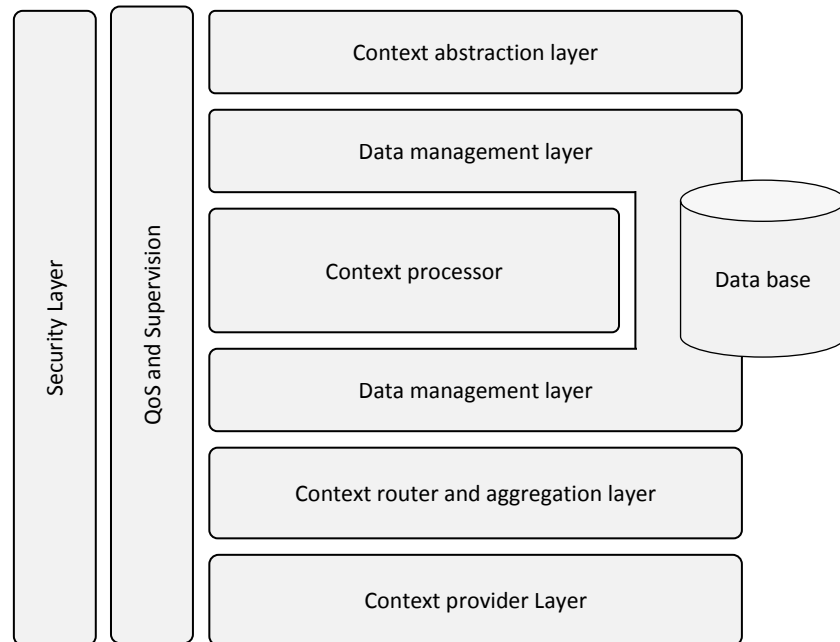 Security Layer
QoS and Supervision
Context abstraction layer
Data management layer
Context processor
Data base
Data management layer
Context router and aggregation layer
Context provider Layer